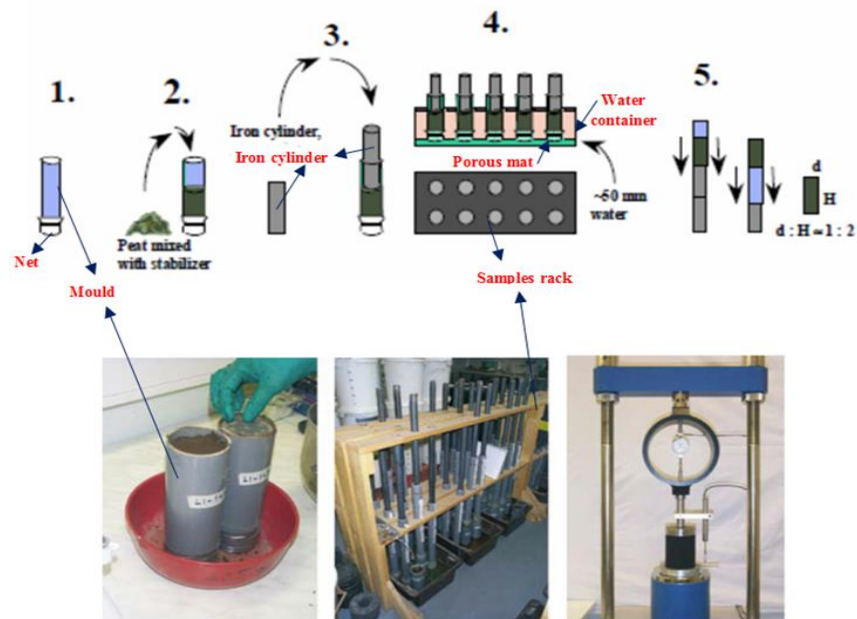 1.
2.
3.
4.
5.
Iron cylinder,
Iron cylinder
Water
container
Porous mat
~50 mm
water
d
H
d : H ≈ 1 : 2
Peat mixed
with stabilizer
Net
Mould
Samples rack